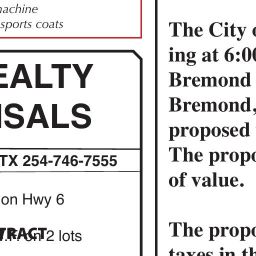 machine
sports coats
EALTY
ISALS
TX 254-746-7555
on Hwy 6
on 2 lots
The City
ing at 6:00
Bremond
Bremond,
proposed
The propo
of value.
The propo
taxes in th